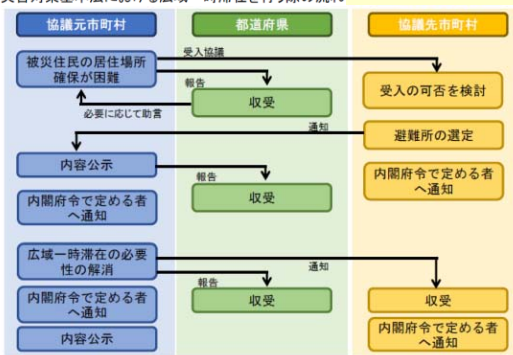 災害対策基本法における広域一時滞在を行う際の流れ
協議元市町村
都道府県
協議先市町村
被災住民の居住場所
確保が困難
受入協議
報告
収受
必要に応じて助言
受入の可否を検討
通知
避難所の選定
内容公示
報告
収受
内閣府令で定める者
へ通知
内閣府令で定める者
へ通知
広域一時滞在の必要
性の解消
通知
報告
収受
収受
内閣府令で定める者
へ通知
内閣府令で定める者
へ通知
内容公示